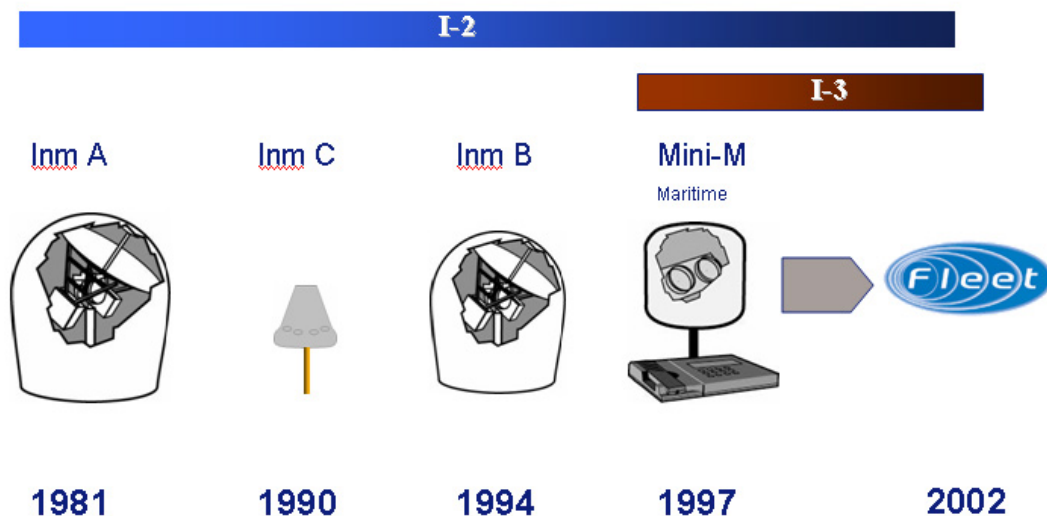 I-2
I-3
Inm A
Inm C
Inm B
Mini-M
Maritime
Fleet
1981
1990
1994
1997
2002